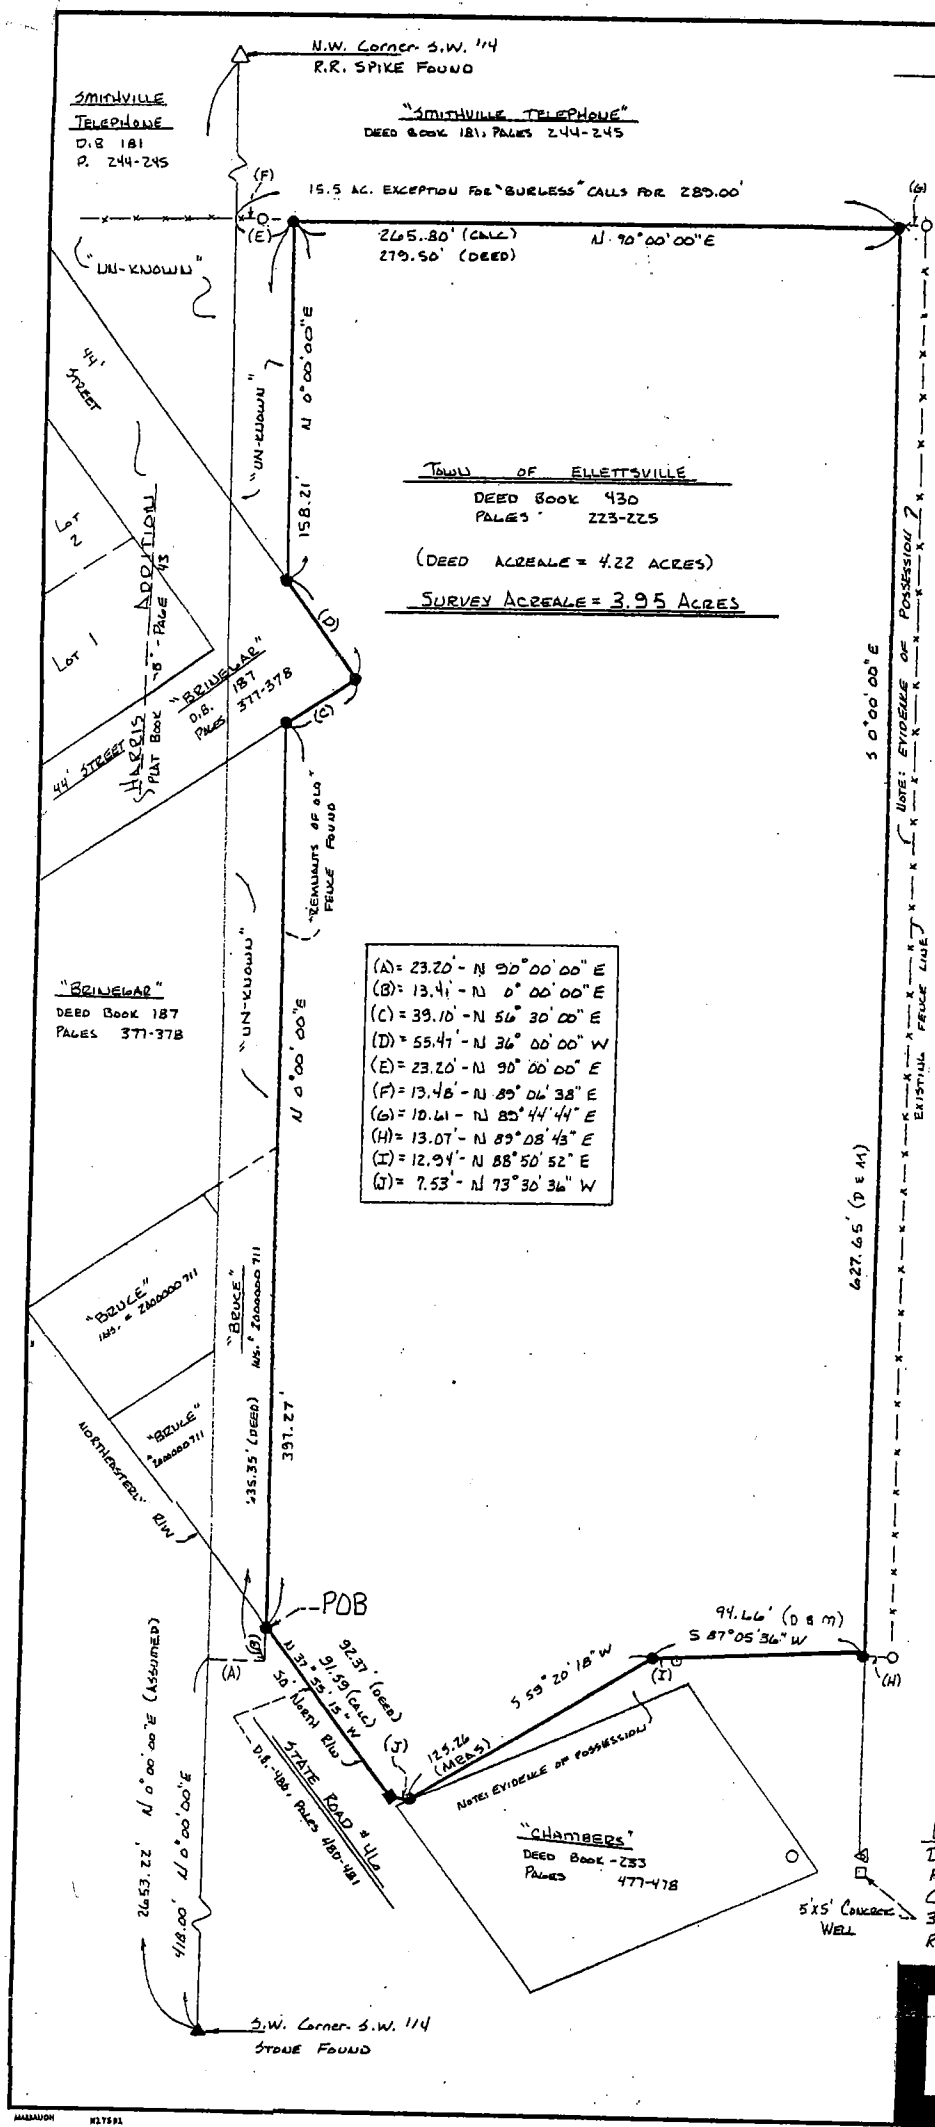 N.W. Corner- S.W. 1/4
R.R. SPIKE FOUND
SMITHVILLE
TELEPHONE
D.B 181
P. 244-245
"SMITHVILLE TELEPHONE"
DEED BOOK 181, PAGES 244-245
(F)
15.5 AC. EXCEPTION FOR "BURGESS" CALLS FOR 289.00'
(G)
(E)
265.80' (CALC)
279.50' (DEED)
N 90°00'00"E
"UN-KNOWN"
44'
STREET
"UN-KNOWN"
N 0°00'00"E
158.21'
TOWN OF ELLETTSVILLE
DEED BOOK 430
PAGES 223-225
(DEED ACREAGE = 4.22 ACRES)
SURVEY ACREAGE = 3.95 ACRES
LOT
2
LOT 1
HARRIS ADDITION
PLAT BOOK "B" - PAGE 43
"BRINEGAR"
D.B. 187
PAGES 377-378
44' STREET
(D)
(C)
"REMNANTS OF OLD"
FENCE FOUND
S 0°00'00"E
NOTE: EVIDENCE OF POSSESSION ?
EXISTING FENCE LINE
627.65' (D & M)
"BRINEGAR"
DEED BOOK 187
PAGES 377-378
"UN-KNOWN"
N 0°00'00"E
(A)= 23.20' - N 90°00'00" E
(B)= 13.41' - N 0°00'00" E
(C)= 39.10' - N 56°30'00" E
(D)= 55.47' - N 36°00'00" W
(E)= 23.20' - N 90°00'00" E
(F)= 13.48' - N 89°06'38" E
(G)= 10.61 - N 89°44'44" E
(H)= 13.07' - N 89°08'43" E
(I)= 12.94' - N 88°50'52" E
(J)= 7.53' - N 73°30'36" W
"BRUCE"
INS. # 2000000711
"BRUCE"
INS. # 2000000711
"BRUCE"
2000000711
NORTHEASTERLY R/W
397.27'
(DEED)
POB
(B)
(A)
92.37' (DEED)
91.59 (CALC)
N 37°55'15" W
50' NORTH R/W
STATE ROAD # 46
D.B.-480, PAGES 480-481
(J)
125.26
(MEAS)
S 59°20'18" W
94.66' (D & M)
S 87°05'36" W
(I)
(H)
NOTE: EVIDENCE OF POSSESSION
"CHAMBERS"
DEED BOOK - 233
PAGES 477-478
5'X5' CONCRETE
WELL
2653.22' N 0°00'00"E (ASSUMED)
418.00' N 0°00'00"E
S.W. Corner- S.W. 1/4
STONE FOUND